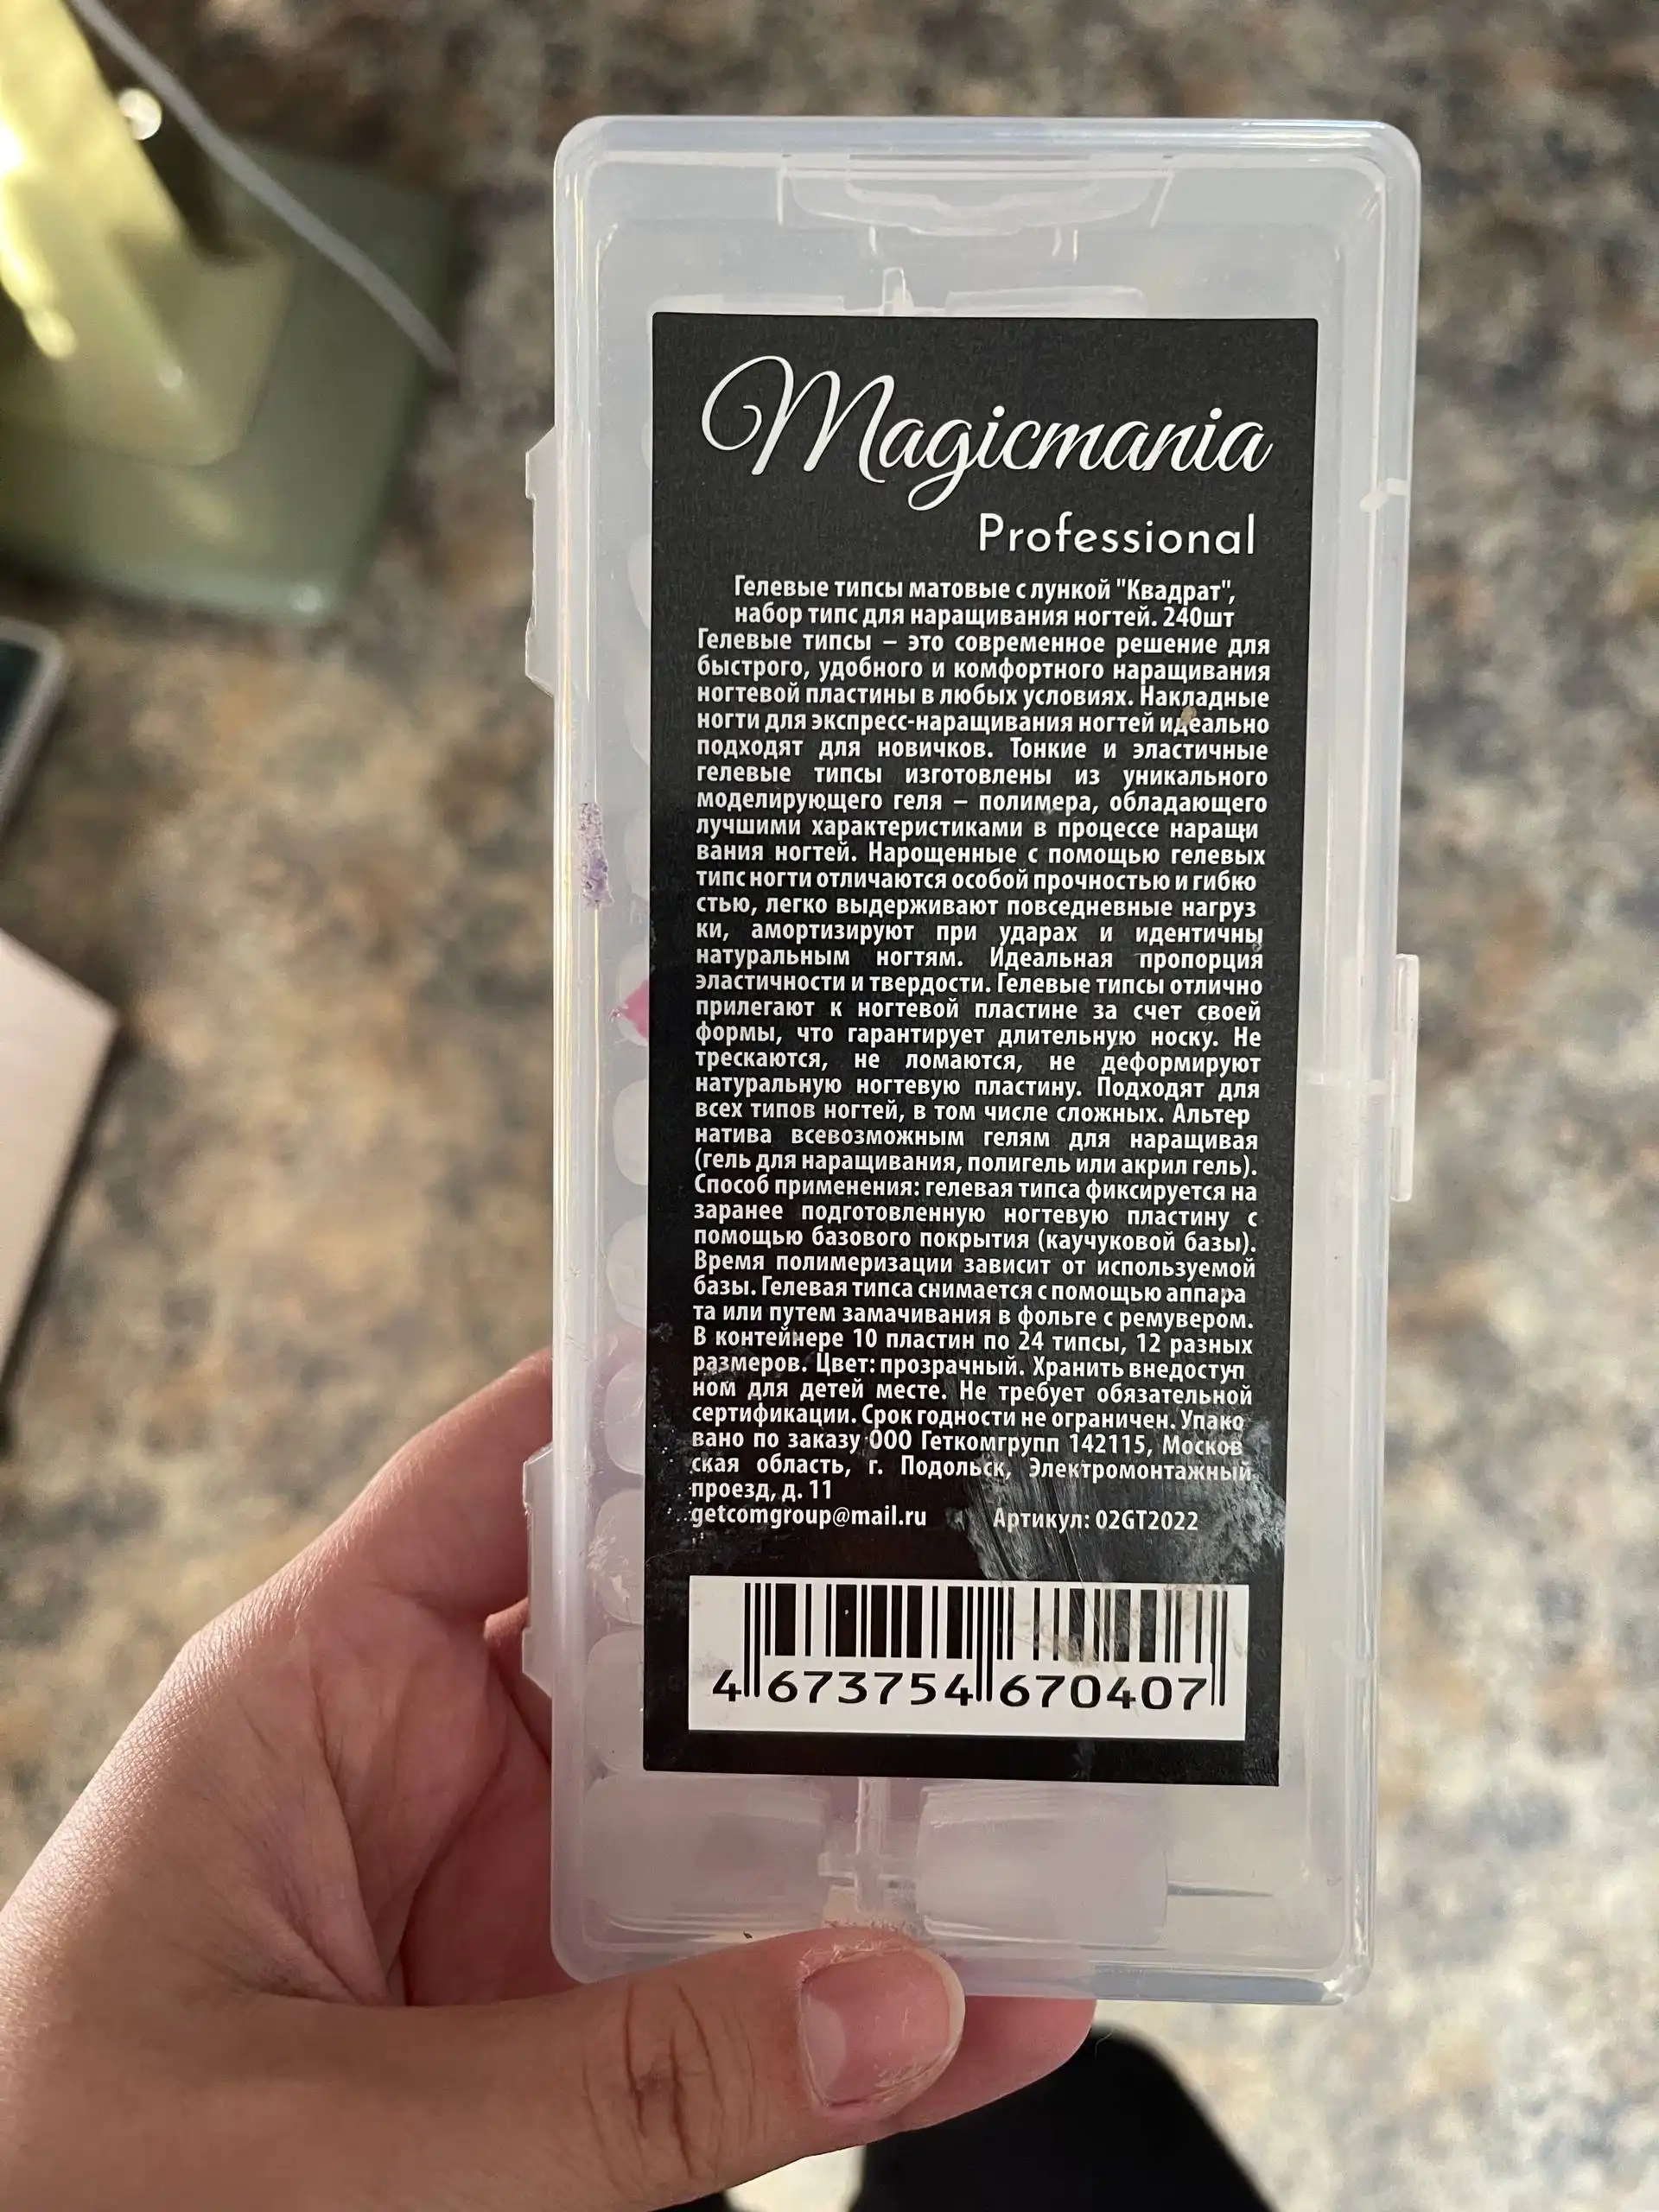 Magicmania
Professional
Гелевые типсы матовые с лункой "Квадрат",
набор типс для наращивания ногтей. 240шт
Гелевые типсы – это современное решение для
быстрого, удобного и комфортного наращивания
ногтевой пластины в любых условиях. Накладные
ногти для экспресс-наращивания ногтей идеально
подходят для новичков. Тонкие и эластичные
гелевые типсы изготовлены из уникального
моделирующего геля – полимера, обладающего
лучшими характеристиками в процессе наращи
вания ногтей. Нарощенные с помощью гелевых
типс ногти отличаются особой прочностью и гибко
стью, легко выдерживают повседневные нагруз
ки, амортизируют при ударах и идентичны
натуральным ногтям. Идеальная пропорция
эластичности и твердости. Гелевые типсы отлично
прилегают к ногтевой пластине за счет своей
формы, что гарантирует длительную носку. Не
трескаются, не ломаются, не деформируют
натуральную ногтевую пластину. Подходят для
всех типов ногтей, в том числе сложных. Альтер
натива всевозможным гелям для наращивая
(гель для наращивания, полигель или акрил гель).
Способ применения: гелевая типса фиксируется на
заранее подготовленную ногтевую пластину с
помощью базового покрытия (каучуковой базы).
Время полимеризации зависит от используемой
базы. Гелевая типса снимается с помощью аппара
та или путем замачивания в фольге с ремувером.
В контейнере 10 пластин по 24 типсы, 12 разных
размеров. Цвет: прозрачный. Хранить внедоступ
ном для детей месте. Не требует обязательной
сертификации. Срок годности не ограничен. Упако
вано по заказу ООО Геткомгрупп 142115, Москов
ская область, г. Подольск, Электромонтажный
проезд, д. 11
getcomgroup@mail.ru Артикул: 02GT2022
4 673754 670407